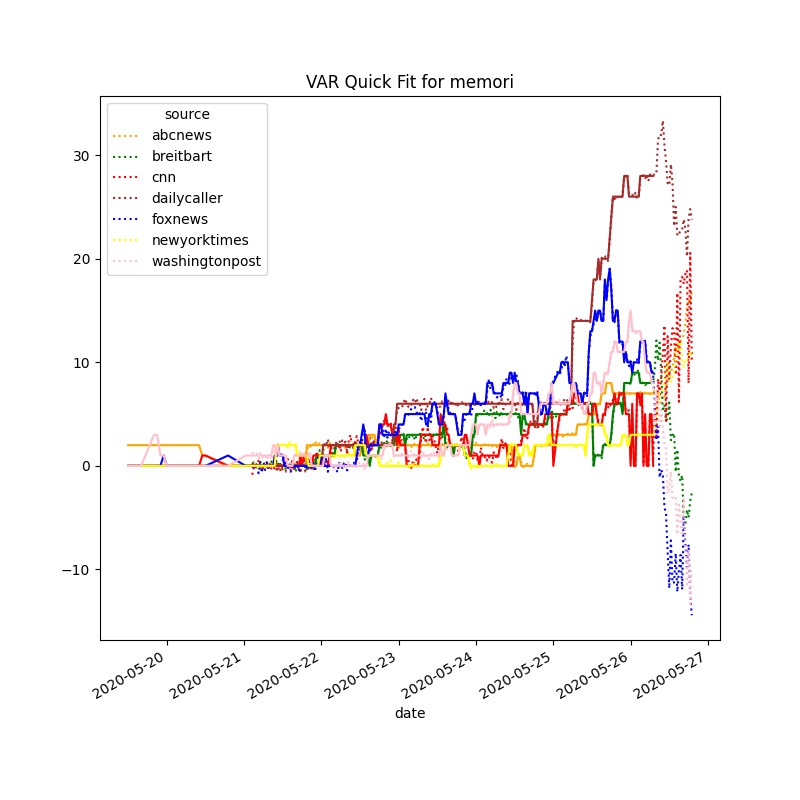 VAR Quick Fit for memori
source
abcnews
breitbart
cnn
dailycaller
foxnews
newyorktimes
washingtonpost
30
20
10
0
−10
2020-05-20
2020-05-21
2020-05-22
2020-05-23
2020-05-24
2020-05-25
2020-05-26
2020-05-27
date